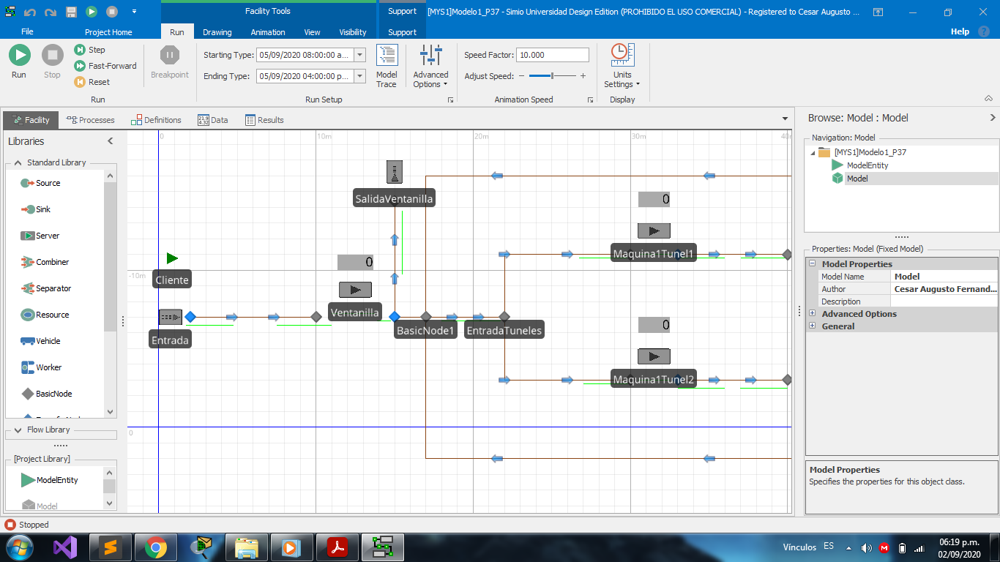 Facility Tools
Support
[MYS1]Modelo1_P37 - Simio Universidad Design Edition (PROHIBIDO EL USO COMERCIAL) - Registered to Cesar Augusto ...
File
Project Home
Run
Drawing
Animation
View
Visibility
Support
Help
Run
Stop
Step
Fast-Forward
Reset
Breakpoint
Starting Type: 05/09/2020 08:00:00 a...
Ending Type: 05/09/2020 04:00:00 p...
Model
Trace
Advanced
Options
Speed Factor: 10.000
Adjust Speed:
Units
Settings
Run
Run Setup
Animation Speed
Display
Facility
Processes
Definitions
Data
Results
Libraries
Standard Library
Source
Sink
Server
Combiner
Separator
Resource
Vehicle
Worker
BasicNode
Flow Library
[Project Library]
ModelEntity
Model
0
10m
20m
30m
-10m
0
SalidaVentanilla
0
Maquina1Tunel1
0
Cliente
Ventanilla
0
BasicNode1
EntradaTuneles
Entrada
Maquina1Tunel2
0
Browse: Model : Model
Navigation: Model
[MYS1]Modelo1_P37
ModelEntity
Model
Properties: Model (Fixed Model)
Model Properties
Model Name Model
Author Cesar Augusto Fernand...
Description
Advanced Options
General
Model Properties
Specifies the properties for this object class.
Stopped
Vínculos
ES
06:19 p.m.
02/09/2020